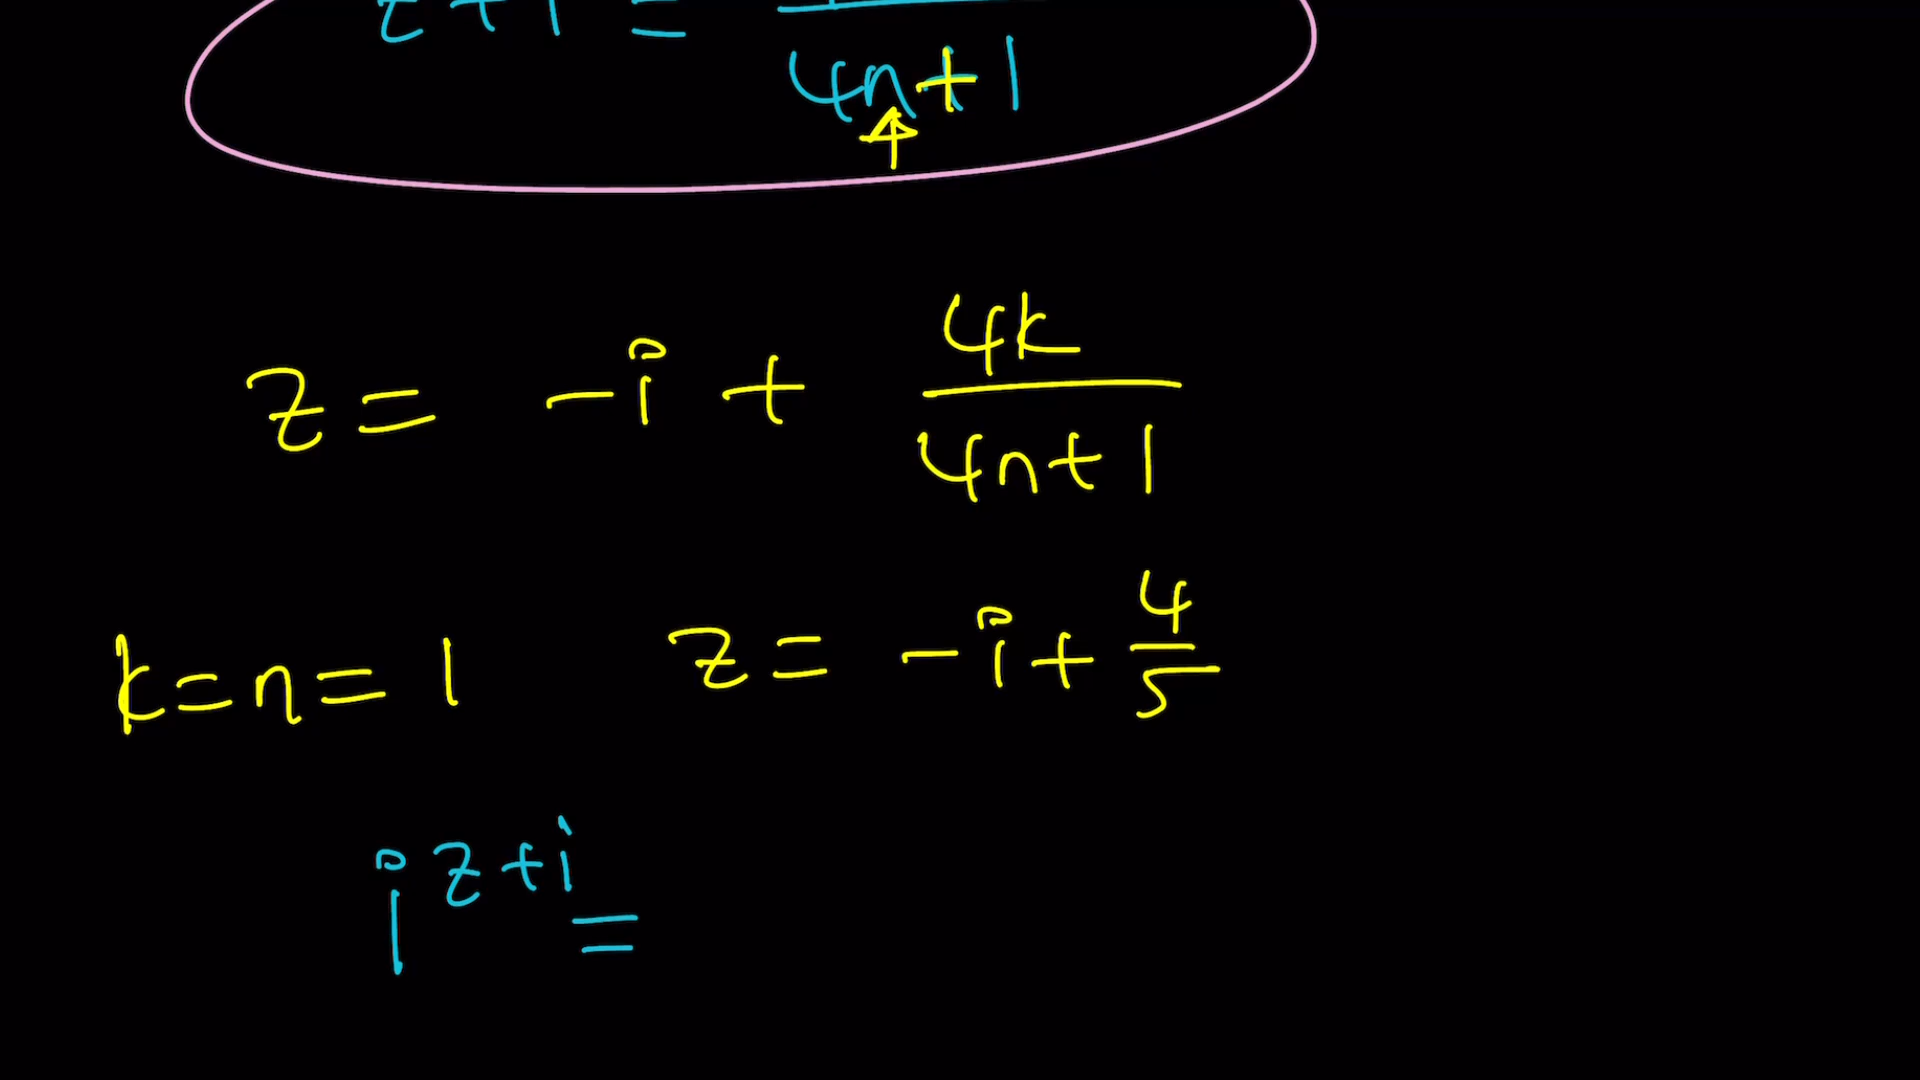 z + i =
4n+1
z = -i + 4k/4n+1
k=n=1 z = -i + 4/5
i^z+i =